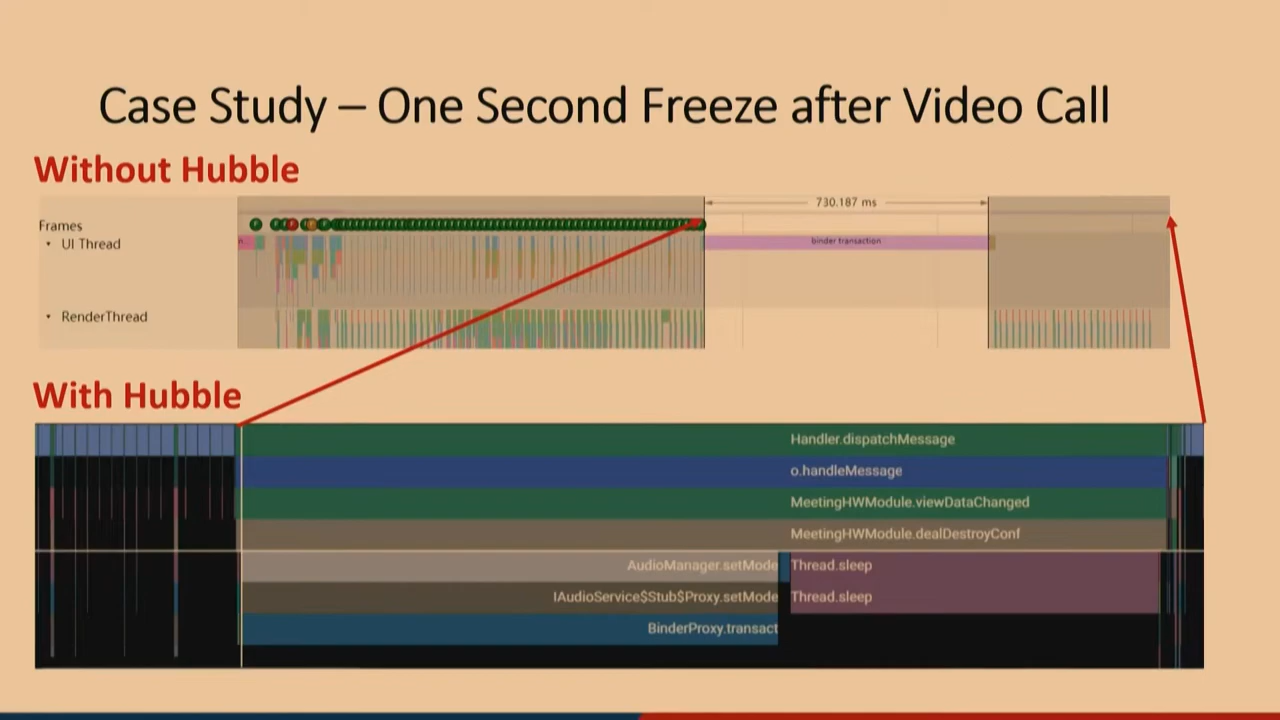 Case Study – One Second Freeze after Video Call
Without Hubble
730.187 ms
Frames
• UI Thread
binder transaction
• RenderThread
With Hubble
Handler.dispatchMessage
o.handleMessage
MeetingHWModule.viewDataChanged
MeetingHWModule.dealDestroyConf
AudioManager.setMode Thread.sleep
IAudioService$Stub$Proxy.setMode Thread.sleep
BinderProxy.transact